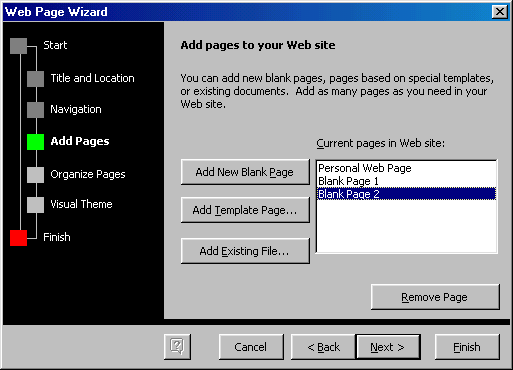 Web Page Wizard
Start
Title and Location
Navigation
Add Pages
Organize Pages
Visual Theme
Finish
Add pages to your Web site
You can add new blank pages, pages based on special templates,
or existing documents.  Add as many pages as you need in your
Web site.
Current pages in Web site:
Add New Blank Page
Add Template Page...
Add Existing File...
Personal Web Page
Blank Page 1
Blank Page 2
Remove Page
?
Cancel
< Back
Next >
Finish